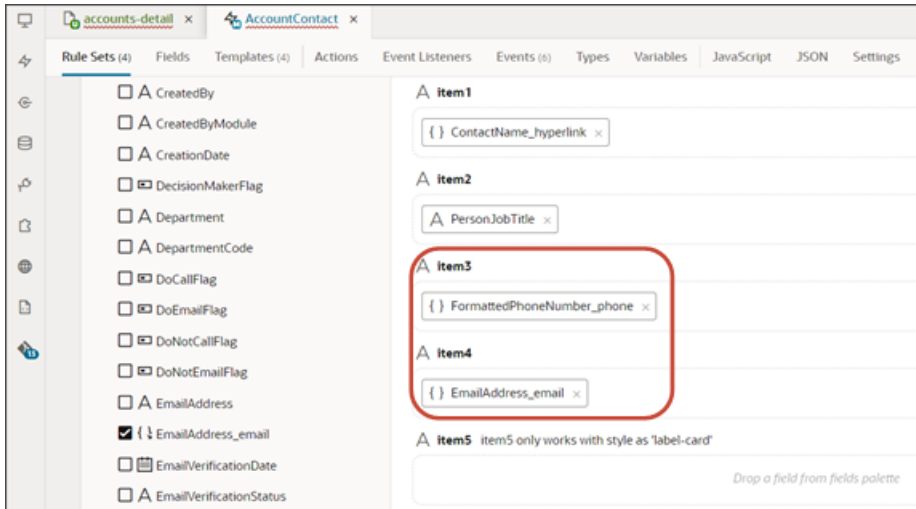 accounts-detail ×
AccountContact ×
Rule Sets (4) Fields Templates (4) Actions Event Listeners Events (6) Types Variables JavaScript JSON Settings
CreatedBy
CreatedByModule
CreationDate
DecisionMakerFlag
Department
DepartmentCode
DoCallFlag
DoEmailFlag
DoNotCallFlag
DoNotEmailFlag
EmailAddress
EmailAddress_email
EmailVerificationDate
EmailVerificationStatus
item1
{ } ContactName_hyperlink ×
item2
PersonJobTitle ×
item3
{ } FormattedPhoneNumber_phone ×
item4
{ } EmailAddress_email ×
item5 item5 only works with style as 'label-card'
Drop a field from fields palette
13